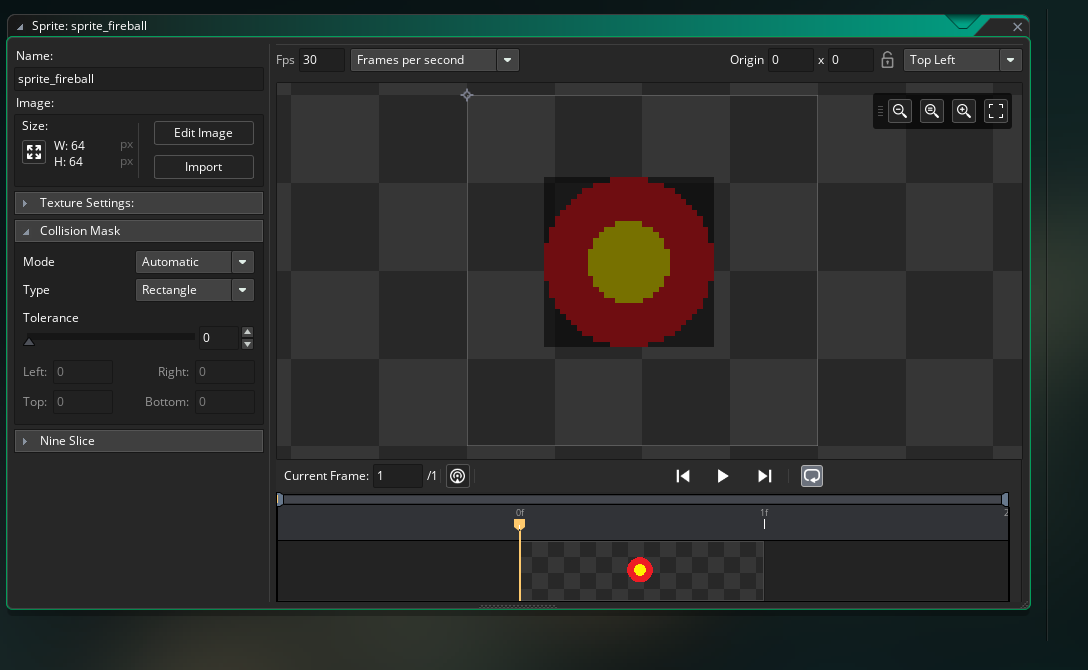 Sprite: sprite_fireball
Name:
sprite_fireball
Image:
Size:
W: 64 px
H: 64 px
Edit Image
Import
Texture Settings:
Collision Mask
Mode Automatic
Type Rectangle
Tolerance
0
Left: 0 Right: 0
Top: 0 Bottom: 0
Nine Slice
Fps 30 Frames per second Origin 0 x 0 Top Left
Current Frame: 1 /1
0f 1f 2